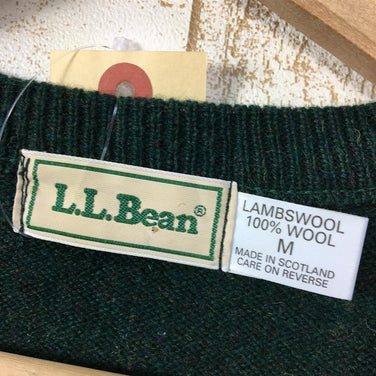 L.L.Bean®
LAMBSWOOL
100% WOOL
M
MADE IN SCOTLAND
CARE ON REVERSE